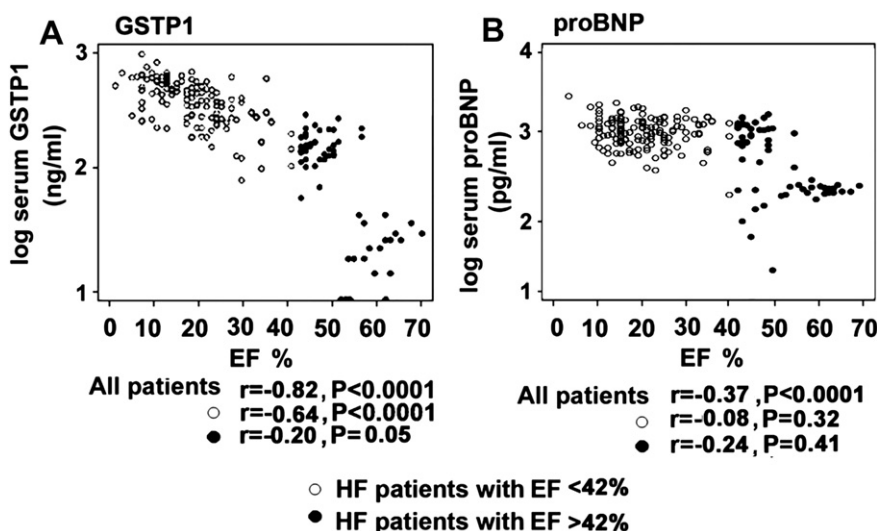 A GSTP1
log serum GSTP1
(ng/ml)
3
2
1
0 10 20 30 40 50 60 70
EF %
All patients r=-0.82, P<0.0001
r=-0.64, P<0.0001
r=-0.20, P=0.05
B proBNP
log serum proBNP
(pg/ml)
4
3
2
1
0 10 20 30 40 50 60 70
EF %
All patients r=-0.37, P<0.0001
r=-0.08, P=0.32
r=-0.24, P=0.41
HF patients with EF <42%
HF patients with EF >42%